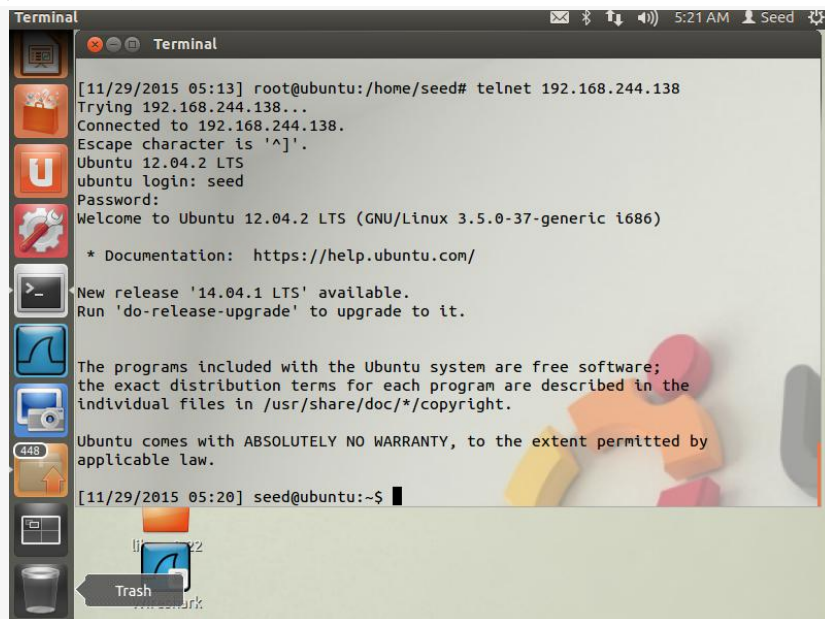 Terminal
5:21 AM
Seed
Terminal
[11/29/2015 05:13] root@ubuntu:/home/seed# telnet 192.168.244.138
Trying 192.168.244.138...
Connected to 192.168.244.138.
Escape character is '^]'.
Ubuntu 12.04.2 LTS
ubuntu login: seed
Password:
Welcome to Ubuntu 12.04.2 LTS (GNU/Linux 3.5.0-37-generic i686)
* Documentation:  https://help.ubuntu.com/
New release '14.04.1 LTS' available.
Run 'do-release-upgrade' to upgrade to it.
The programs included with the Ubuntu system are free software;
the exact distribution terms for each program are described in the
individual files in /usr/share/doc/*/copyright.
Ubuntu comes with ABSOLUTELY NO WARRANTY, to the extent permitted by
applicable law.
[11/29/2015 05:20] seed@ubuntu:~$
448
Trash